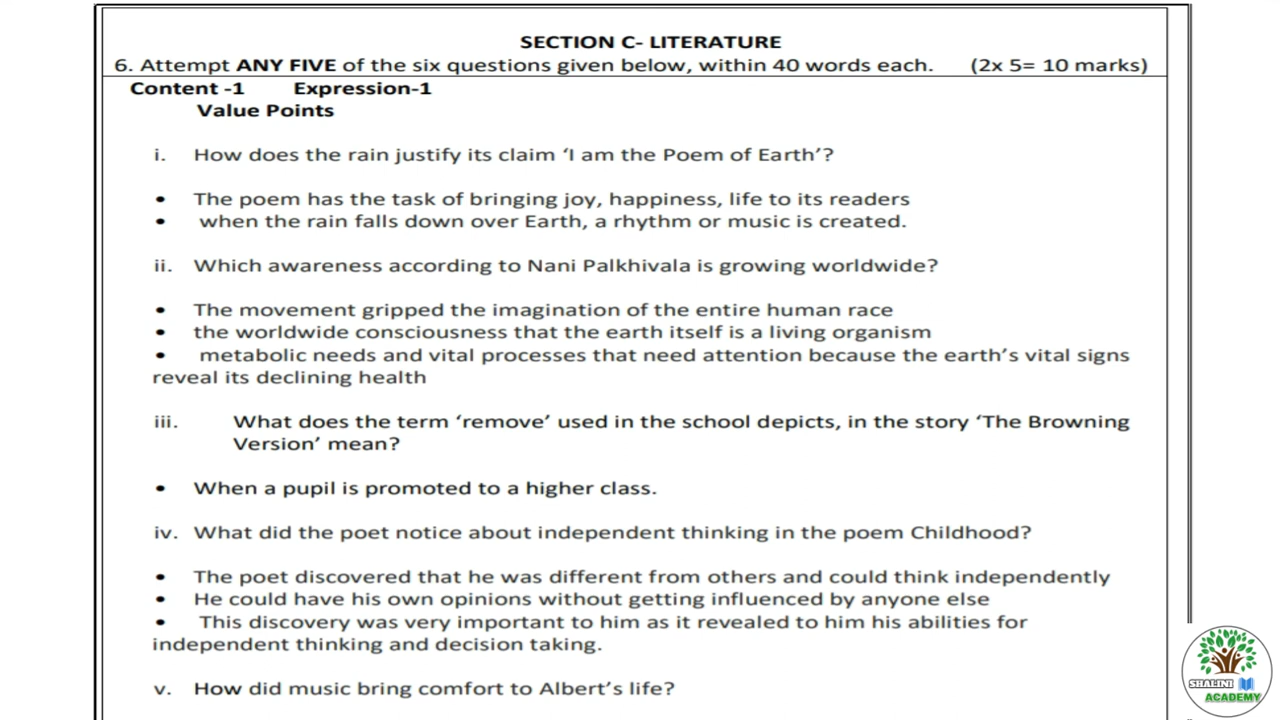 SECTION C- LITERATURE
6. Attempt ANY FIVE of the six questions given below, within 40 words each. (2x 5= 10 marks)
Content -1 Expression-1
Value Points
i. How does the rain justify its claim ‘I am the Poem of Earth’?
• The poem has the task of bringing joy, happiness, life to its readers
• when the rain falls down over Earth, a rhythm or music is created.
ii. Which awareness according to Nani Palkhivala is growing worldwide?
• The movement gripped the imagination of the entire human race
• the worldwide consciousness that the earth itself is a living organism
• metabolic needs and vital processes that need attention because the earth’s vital signs
reveal its declining health
iii. What does the term ‘remove’ used in the school depicts, in the story ‘The Browning
Version’ mean?
• When a pupil is promoted to a higher class.
iv. What did the poet notice about independent thinking in the poem Childhood?
• The poet discovered that he was different from others and could think independently
• He could have his own opinions without getting influenced by anyone else
• This discovery was very important to him as it revealed to him his abilities for
independent thinking and decision taking.
v. How did music bring comfort to Albert’s life?
SHALINI
ACADEMY